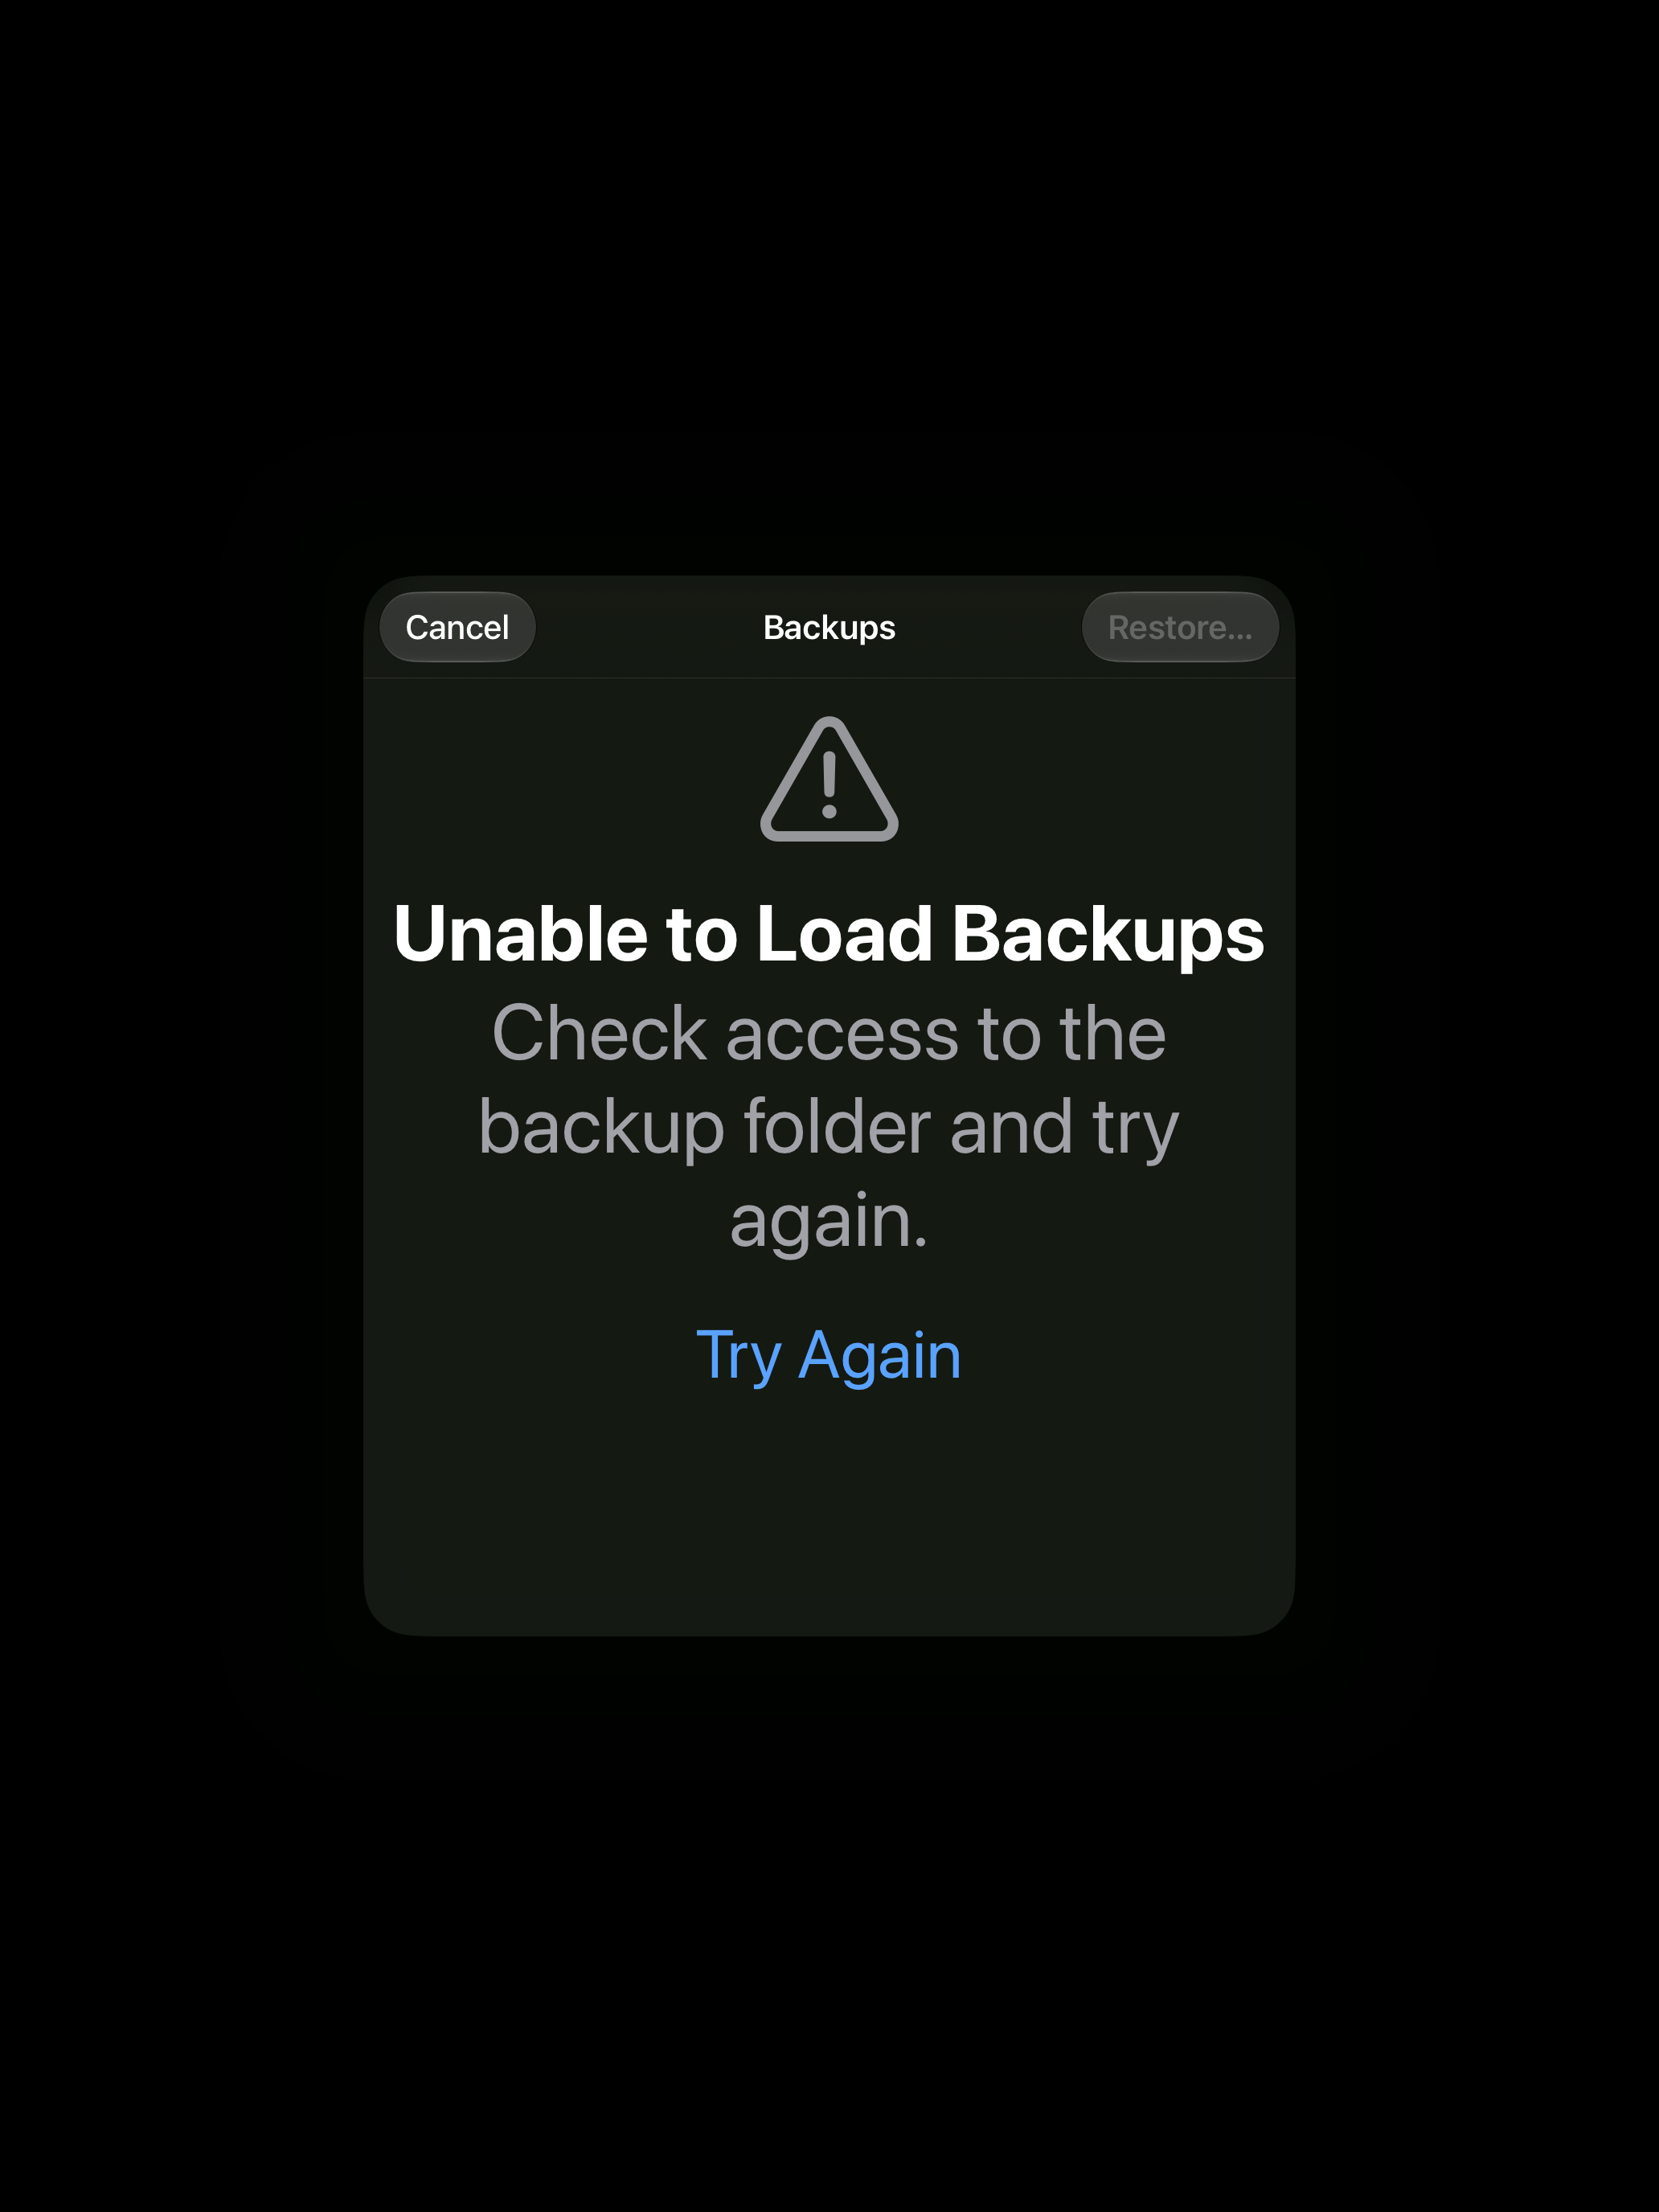 Cancel Backups Restore...
Unable to Load Backups
Check access to the
backup folder and try
again.
Try Again